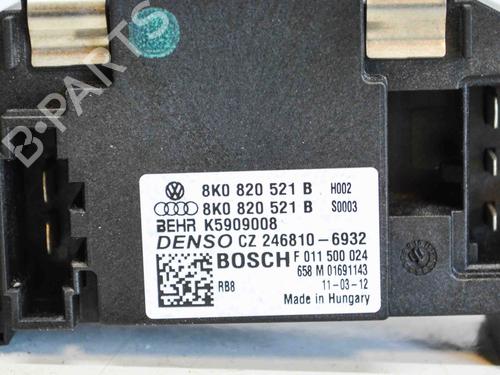 B-PARTS
8K0 820 521 B H002
8K0 820 521 B S0003
BEHR K5909008
DENSO CZ 246810-6932
BOSCH F 011 500 024
658 M 01691143
RB8 11-03-12
Made in Hungary